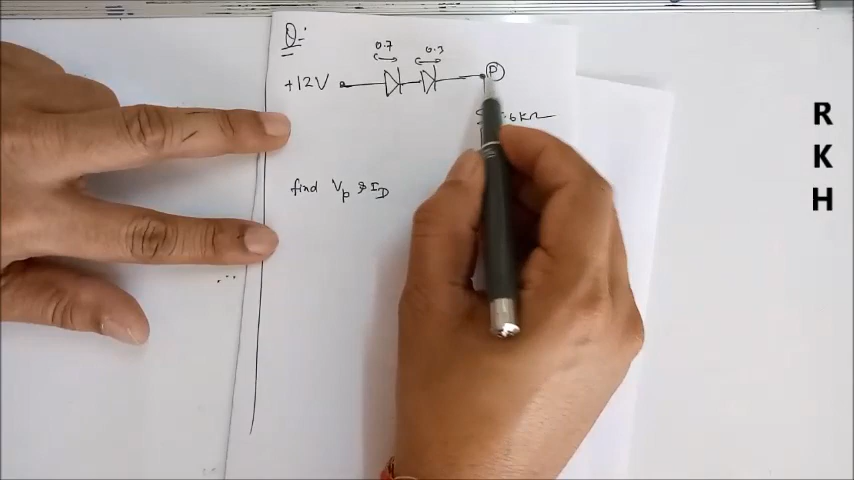 Q:
0.7 0.3
+12V P
.6kΩ
find Vp & ID
R
K
H